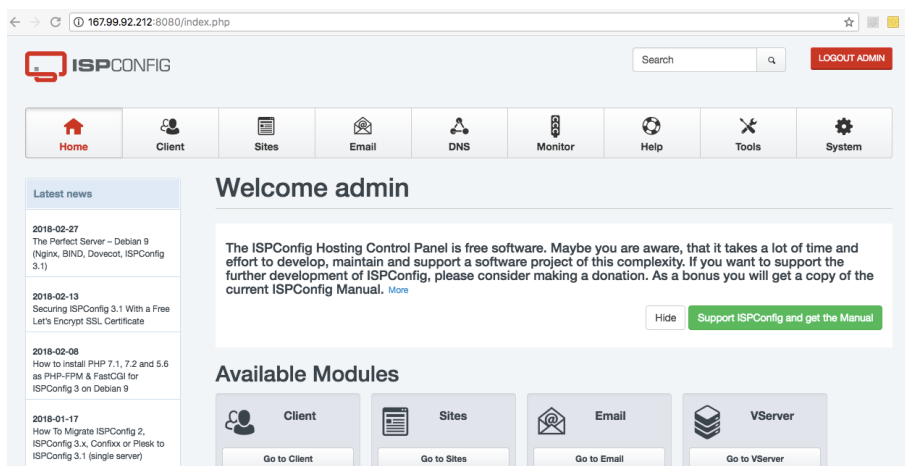 167.99.92.212:8080/index.php
ISPCONFIG
Search
LOGOUT ADMIN
Home
Client
Sites
Email
DNS
Monitor
Help
Tools
System
Latest news
2018-02-27
The Perfect Server – Debian 9
(Nginx, BIND, Dovecot, ISPConfig
3.1)
2018-02-13
Securing ISPConfig 3.1 With a Free
Let's Encrypt SSL Certificate
2018-02-08
How to install PHP 7.1, 7.2 and 5.6
as PHP-FPM & FastCGI for
ISPConfig 3 on Debian 9
2018-01-17
How To Migrate ISPConfig 2,
ISPConfig 3.x, Confixx or Plesk to
ISPConfig 3.1 (single server)
Welcome admin
The ISPConfig Hosting Control Panel is free software. Maybe you are aware, that it takes a lot of time and
effort to develop, maintain and support a software project of this complexity. If you want to support the
further development of ISPConfig, please consider making a donation. As a bonus you will get a copy of the
current ISPConfig Manual. More
Hide
Support ISPConfig and get the Manual
Available Modules
Client
Go to Client
Sites
Go to Sites
Email
Go to Email
VServer
Go to VServer